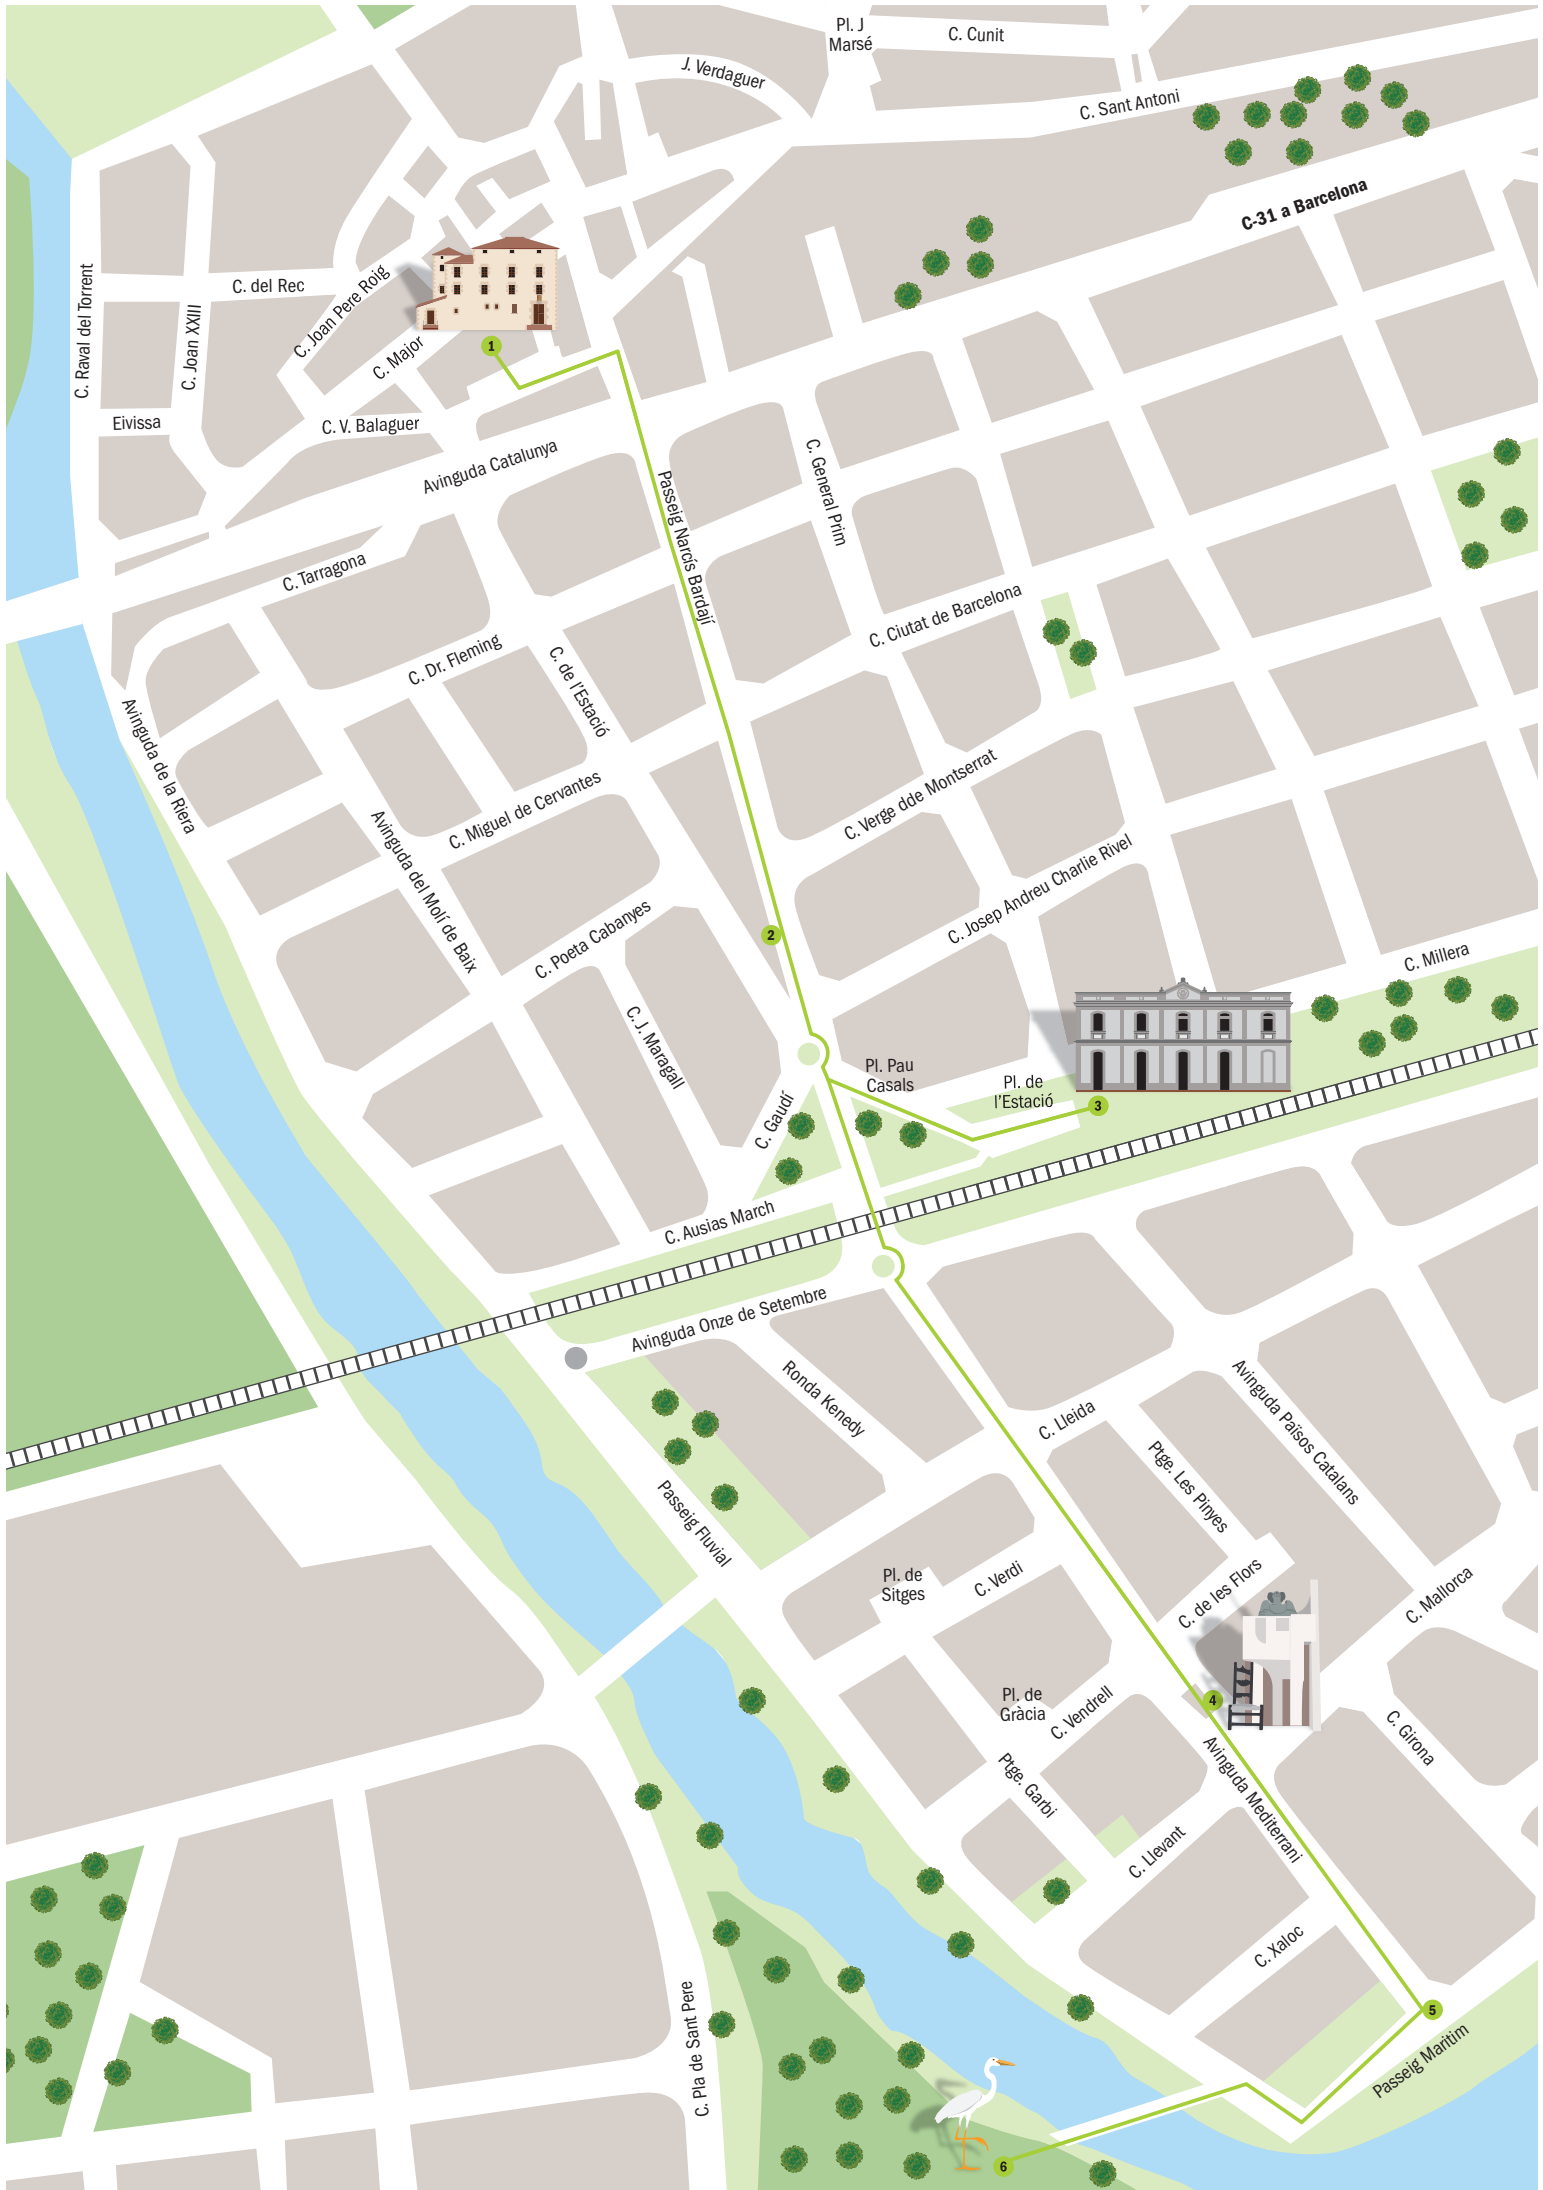 Pl. J
Marsé
C. Cunit
J. Verdaguer
C. Sant Antoni
C-31 a Barcelona
C. Raval del Torrent
C. del Rec
C. Joan XXIII
C. Joan Pere Roig
C. Major
1
Eivissa
C. V. Balaguer
Avinguda Catalunya
C. General Prim
Passeig Narcís Bardají
C. Tarragona
C. Ciutat de Barcelona
C. Dr. Fleming
C. de l'Estació
Avinguda de la Riera
C. Verge dde Montserrat
C. Miguel de Cervantes
Avinguda del Molí de Baix
C. Josep Andreu Charlie Rivel
C. Poeta Cabanyes
2
C. Millera
C. J. Maragall
Pl. Pau
Casals
Pl. de
l'Estació
3
C. Gaudí
C. Ausias March
Avinguda Onze de Setembre
Ronda Kenedy
C. Lleida
Avinguda Països Catalans
Ptge. Les Pinyes
Passeig Fluvial
Pl. de
Sitges
C. Verdi
C. de les Flors
C. Mallorca
Pl. de
Gràcia
C. Vendrell
4
C. Girona
Ptge. Garbi
Avinguda Mediterrani
C. Llevant
C. Xaloc
5
C. Pla de Sant Pere
Passeig Maritim
6